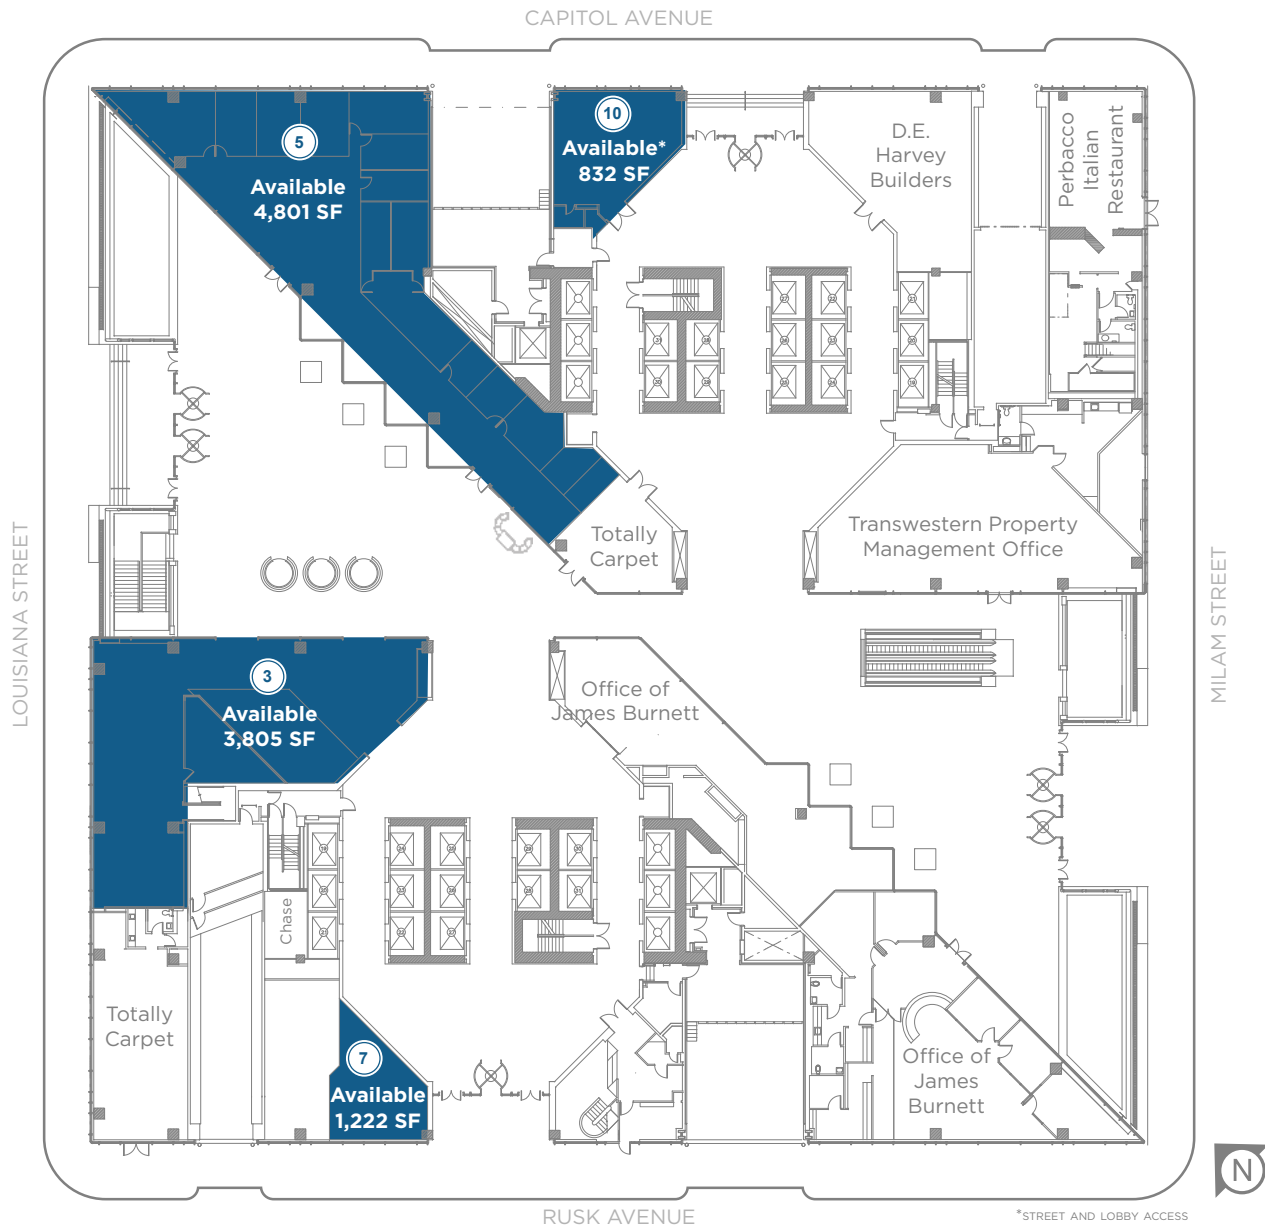 CAPITOL AVENUE
5
Available
4,801 SF
10
Available*
832 SF
D.E.
Harvey
Builders
Perbacco
Italian
Restaurant
Totally
Carpet
Transwestern Property
Management Office
LOUISIANA STREET
MILAM STREET
3
Available
3,805 SF
Office of
James Burnett
Chase
Totally
Carpet
7
Available
1,222 SF
Office of
James
Burnett
N
RUSK AVENUE
*STREET AND LOBBY ACCESS